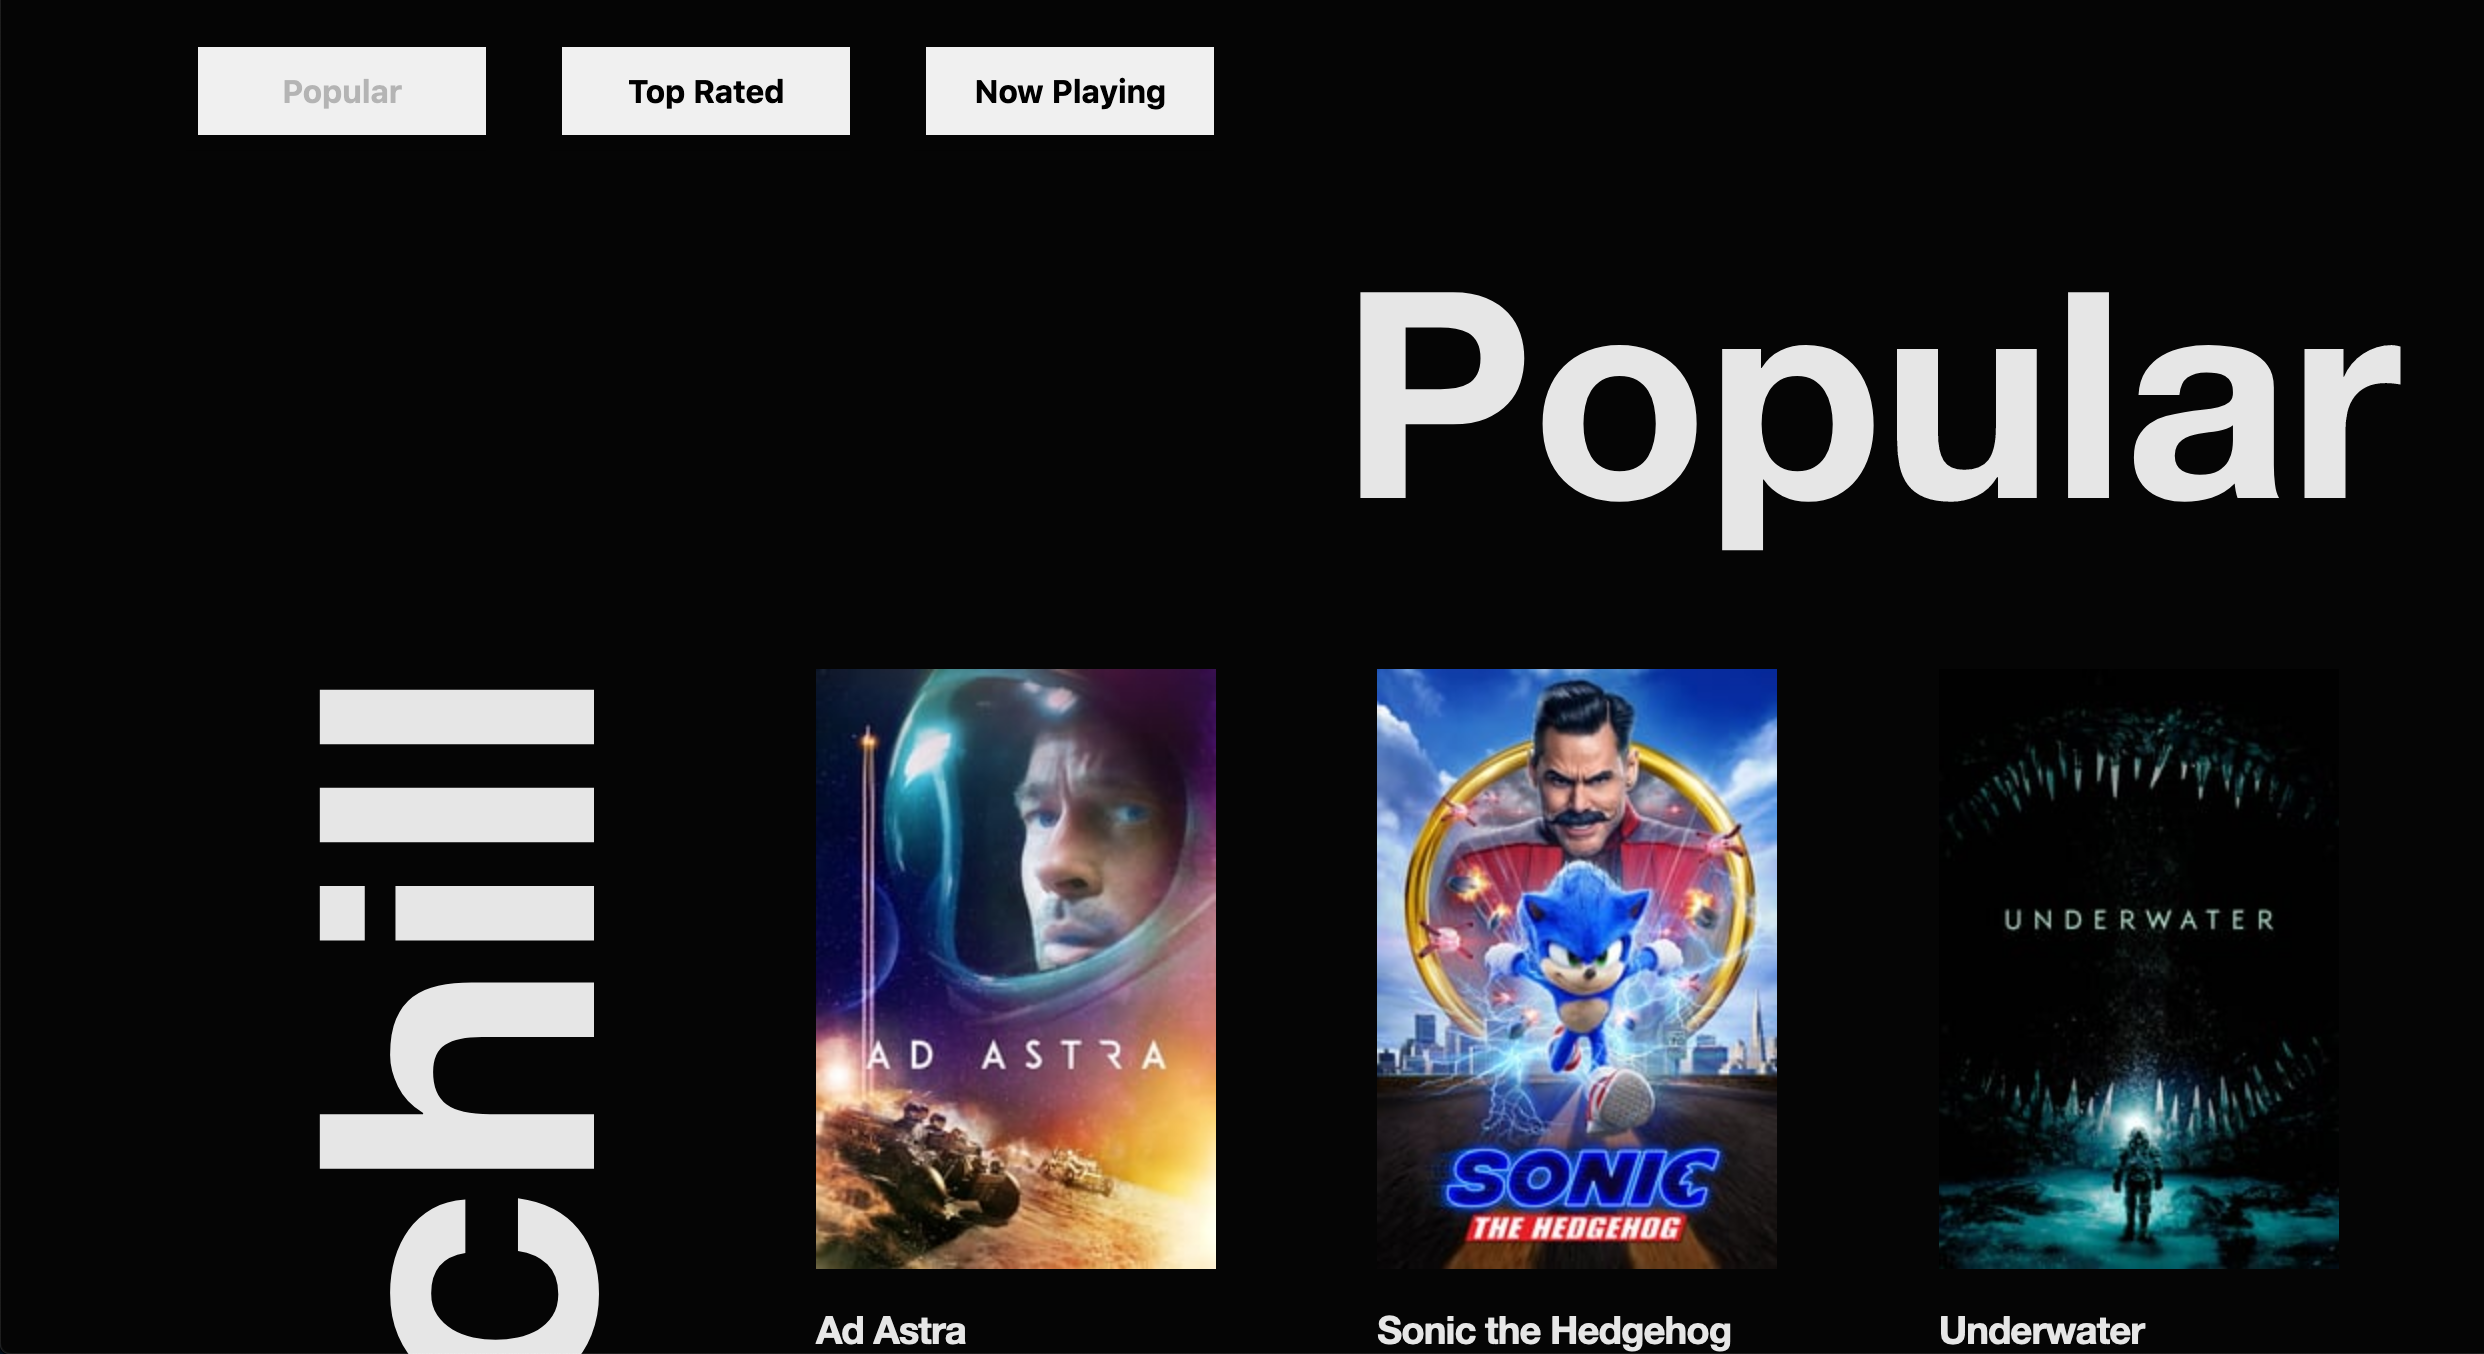 Popular
Top Rated
Now Playing
Popular
chill
AD ASTRA
SONIC
THE HEDGEHOG
UNDERWATER
Ad Astra
Sonic the Hedgehog
Underwater